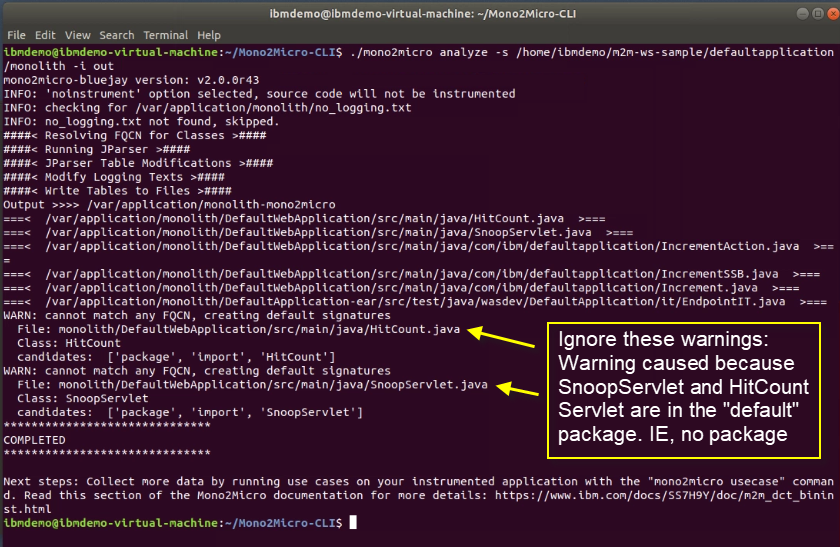 ibmdemo@ibmdemo-virtual-machine: ~/Mono2Micro-CLI
File Edit View Search Terminal Help
ibmdemo@ibmdemo-virtual-machine:~/Mono2Micro-CLI$ ./mono2micro analyze -s /home/ibmdemo/m2m-ws-sample/defaultapplication
/monolith -i out
mono2micro-bluejay version: v2.0.0r43
INFO: 'noinstrument' option selected, source code will not be instrumented
INFO: checking for /var/application/monolith/no_logging.txt
INFO: no_logging.txt not found, skipped.
####< Resolving FQCN for Classes >####
####< Running JParser >####
####< JParser Table Modifications >####
####< Modify Logging Texts >####
####< Write Tables to Files >####
Output >>>> /var/application/monolith-mono2micro
===<  /var/application/monolith/DefaultWebApplication/src/main/java/HitCount.java  >===
===<  /var/application/monolith/DefaultWebApplication/src/main/java/SnoopServlet.java  >===
===<  /var/application/monolith/DefaultWebApplication/src/main/java/com/ibm/defaultapplication/IncrementAction.java  >==
=
===<  /var/application/monolith/DefaultWebApplication/src/main/java/com/ibm/defaultapplication/IncrementSSB.java  >===
===<  /var/application/monolith/DefaultWebApplication/src/main/java/com/ibm/defaultapplication/Increment.java  >===
===<  /var/application/monolith/DefaultApplication-ear/src/test/java/wasdev/DefaultApplication/it/EndpointIT.java  >===
WARN: cannot match any FQCN, creating default signatures
  File: monolith/DefaultWebApplication/src/main/java/HitCount.java
  Class: HitCount
  candidates:  ['package', 'import', 'HitCount']
WARN: cannot match any FQCN, creating default signatures
  File: monolith/DefaultWebApplication/src/main/java/SnoopServlet.java
  Class: SnoopServlet
  candidates:  ['package', 'import', 'SnoopServlet']
******************************
COMPLETED
******************************
Ignore these warnings:
Warning caused because
SnoopServlet and HitCount
Servlet are in the "default"
package. IE, no package
Next steps: Collect more data by running use cases on your instrumented application with the "mono2micro usecase" comman
d. Read this section of the Mono2Micro documentation for more details: https://www.ibm.com/docs/SS7H9Y/doc/m2m_dct_binin
st.html
ibmdemo@ibmdemo-virtual-machine:~/Mono2Micro-CLI$